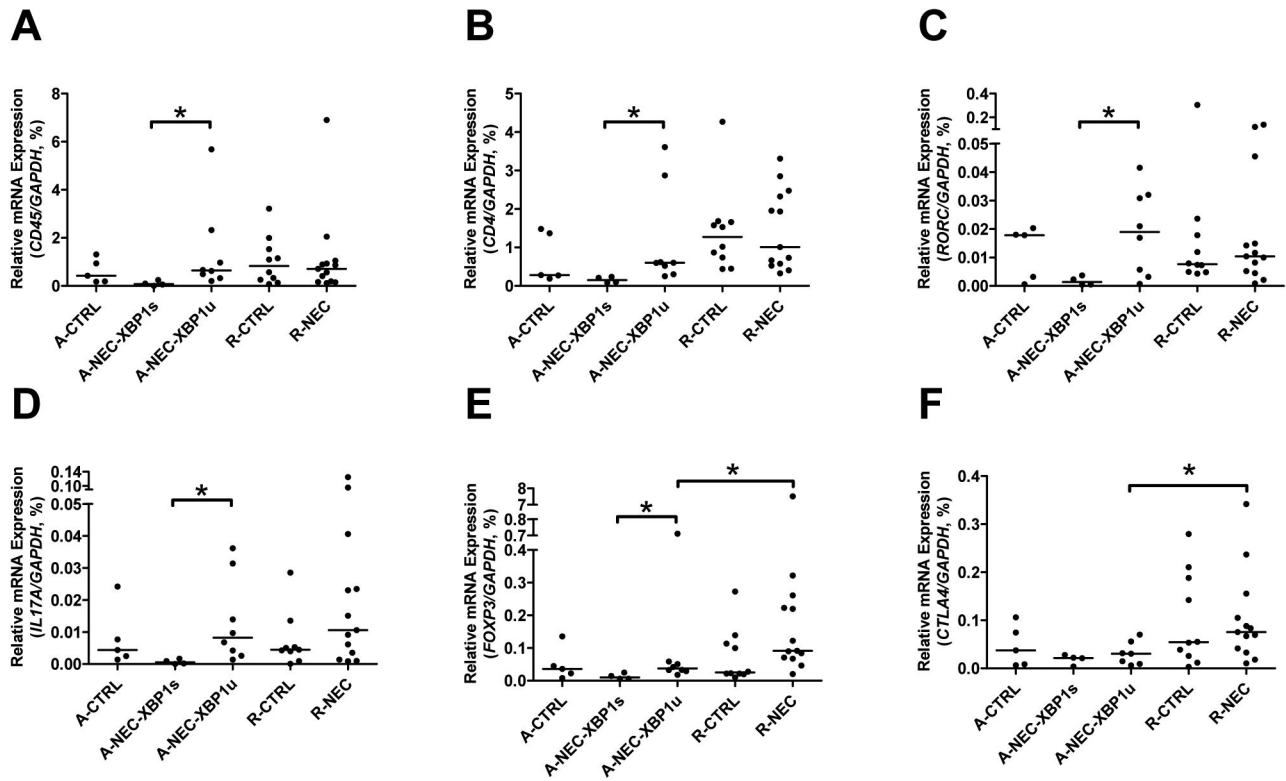 A
Relative mRNA Expression
(CD45/GAPDH, %)
8
6
4
2
0
*
A-CTRL
A-NEC-XBP1s
A-NEC-XBP1u
R-CTRL
R-NEC
B
Relative mRNA Expression
(CD4/GAPDH, %)
5
4
3
2
1
0
*
A-CTRL
A-NEC-XBP1s
A-NEC-XBP1u
R-CTRL
R-NEC
C
Relative mRNA Expression
(RORC/GAPDH, %)
0.4
0.2
0.05
0.04
0.03
0.02
0.01
0.00
*
A-CTRL
A-NEC-XBP1s
A-NEC-XBP1u
R-CTRL
R-NEC
D
Relative mRNA Expression
(IL17A/GAPDH, %)
0.14
0.10
0.05
0.04
0.03
0.02
0.01
0.00
*
A-CTRL
A-NEC-XBP1s
A-NEC-XBP1u
R-CTRL
R-NEC
E
Relative mRNA Expression
(FOXP3/GAPDH, %)
8
7
0.8
0.7
0.4
0.3
0.2
0.1
0.0
*
*
A-CTRL
A-NEC-XBP1s
A-NEC-XBP1u
R-CTRL
R-NEC
F
Relative mRNA Expression
(CTLA4/GAPDH, %)
0.4
0.3
0.2
0.1
0.0
*
A-CTRL
A-NEC-XBP1s
A-NEC-XBP1u
R-CTRL
R-NEC